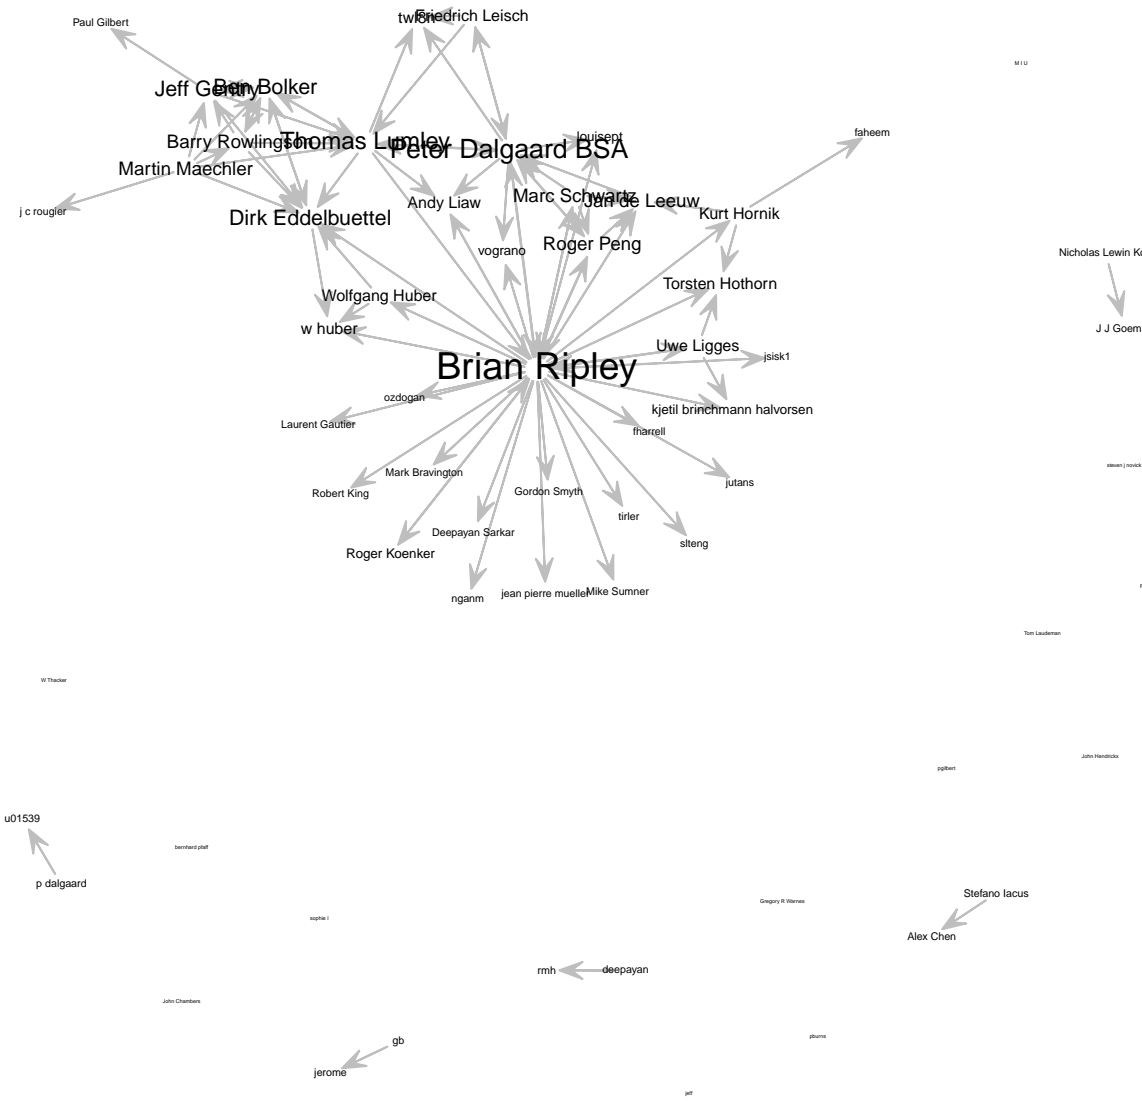 Friedrich Leisch
Paul Gilbert
M I U
Jeff Gentry
Ben Bolker
faheem
louisept
Barry Rowlingson
Thomas Lumley
Peter Dalgaard BSA
Martin Maechler
Marc Schwartz
Jan de Leeuw
Andy Liaw
j c rougier
Dirk Eddelbuettel
Kurt Hornik
Roger Peng
vograno
Nicholas Lewin Ko
Torsten Hothorn
Wolfgang Huber
w huber
J J Goem
Uwe Ligges
jsisk1
Brian Ripley
ozdogan
kjetil brinchmann halvorsen
Laurent Gautier
fharrell
steven j novick
Mark Bravington
jutans
Robert King
Gordon Smyth
tirler
Deepayan Sarkar
slteng
Roger Koenker
nganm
jean pierre mueller
Mike Sumner
Tom Laudeman
W Thacker
John Hendrickx
pgilbert
u01539
bernhard pfaff
p dalgaard
Stefano Iacus
Gregory R Warnes
sophie l
Alex Chen
rmh
deepayan
John Chambers
pburns
gb
jerome
jeff